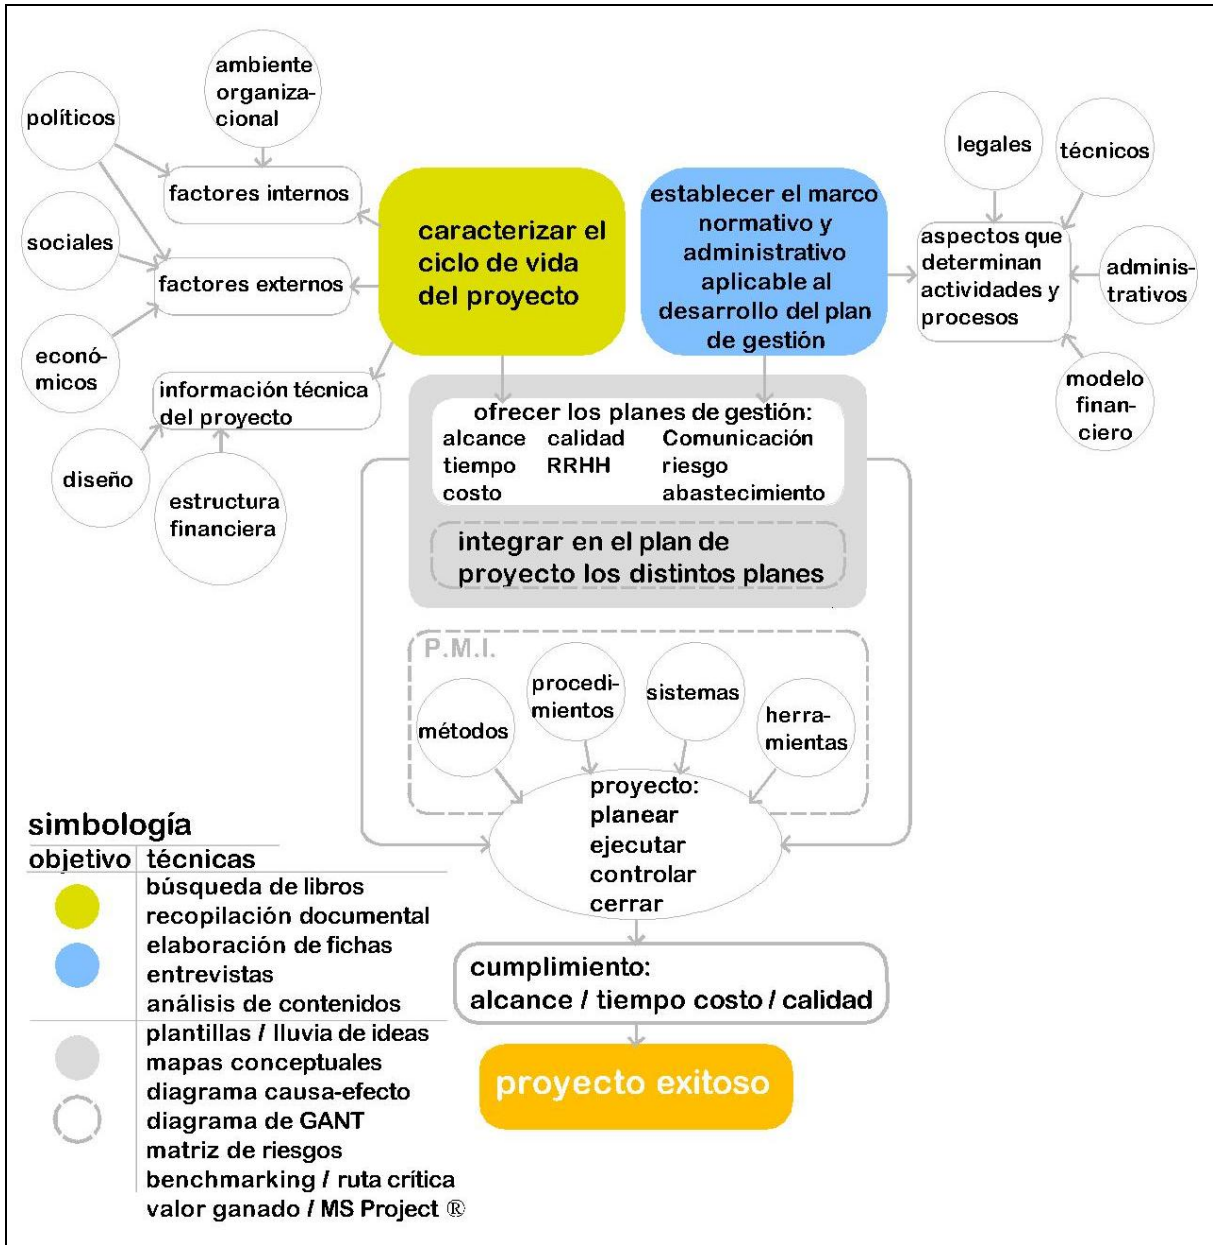 ambiente
organiza-
cional
políticos
factores internos
sociales
factores externos
econó-
micos
información técnica
del proyecto
diseño
estructura
financiera
caracterizar el
ciclo de vida
del proyecto
establecer el marco
normativo y
administrativo
aplicable al
desarrollo del plan
de gestión
legales
técnicos
aspectos que
determinan
actividades y
procesos
adminis-
trativos
modelo
finan-
ciero
ofrecer los planes de gestión:
alcance calidad Comunicación
tiempo RRHH riesgo
costo abastecimiento
integrar en el plan de
proyecto los distintos planes
P.M.I.
métodos
procedi-
mientos
sistemas
herra-
mientas
proyecto:
planear
ejecutar
controlar
cerrar
cumplimiento:
alcance / tiempo costo / calidad
proyecto exitoso
simbología
objetivo técnicas
búsqueda de libros
recopilación documental
elaboración de fichas
entrevistas
análisis de contenidos
plantillas / lluvia de ideas
mapas conceptuales
diagrama causa-efecto
diagrama de GANT
matriz de riesgos
benchmarking / ruta crítica
valor ganado / MS Project ®